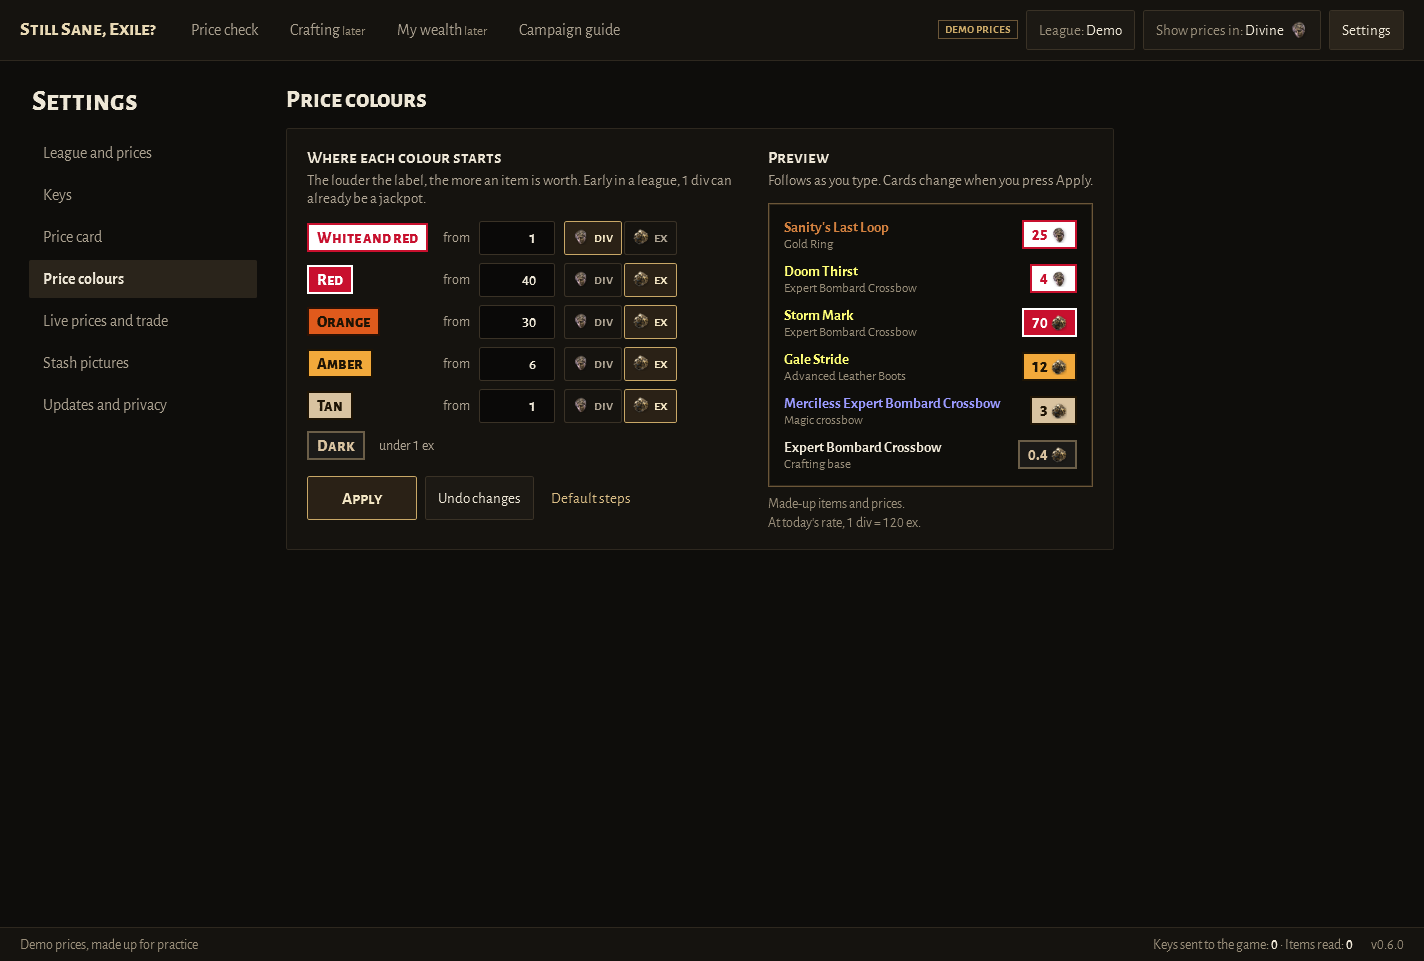 Still Sane, Exile?
Price check
Crafting later
My wealth later
Campaign guide
DEMO PRICES
League: Demo
Show prices in: Divine
Settings
Settings
League and prices
Keys
Price card
Price colours
Live prices and trade
Stash pictures
Updates and privacy
Price colours
Where each colour starts
The louder the label, the more an item is worth. Early in a league, 1 div can
already be a jackpot.
White and red from 1 DIV EX
Red from 40 DIV EX
Orange from 30 DIV EX
Amber from 6 DIV EX
Tan from 1 DIV EX
Dark under 1 ex
Apply
Undo changes
Default steps
Preview
Follows as you type. Cards change when you press Apply.
Sanity's Last Loop
Gold Ring
25
Doom Thirst
Expert Bombard Crossbow
4
Storm Mark
Expert Bombard Crossbow
70
Gale Stride
Advanced Leather Boots
12
Merciless Expert Bombard Crossbow
Magic crossbow
3
Expert Bombard Crossbow
Crafting base
0.4
Made-up items and prices.
At today's rate, 1 div = 120 ex.
Demo prices, made up for practice
Keys sent to the game: 0 · Items read: 0
v0.6.0